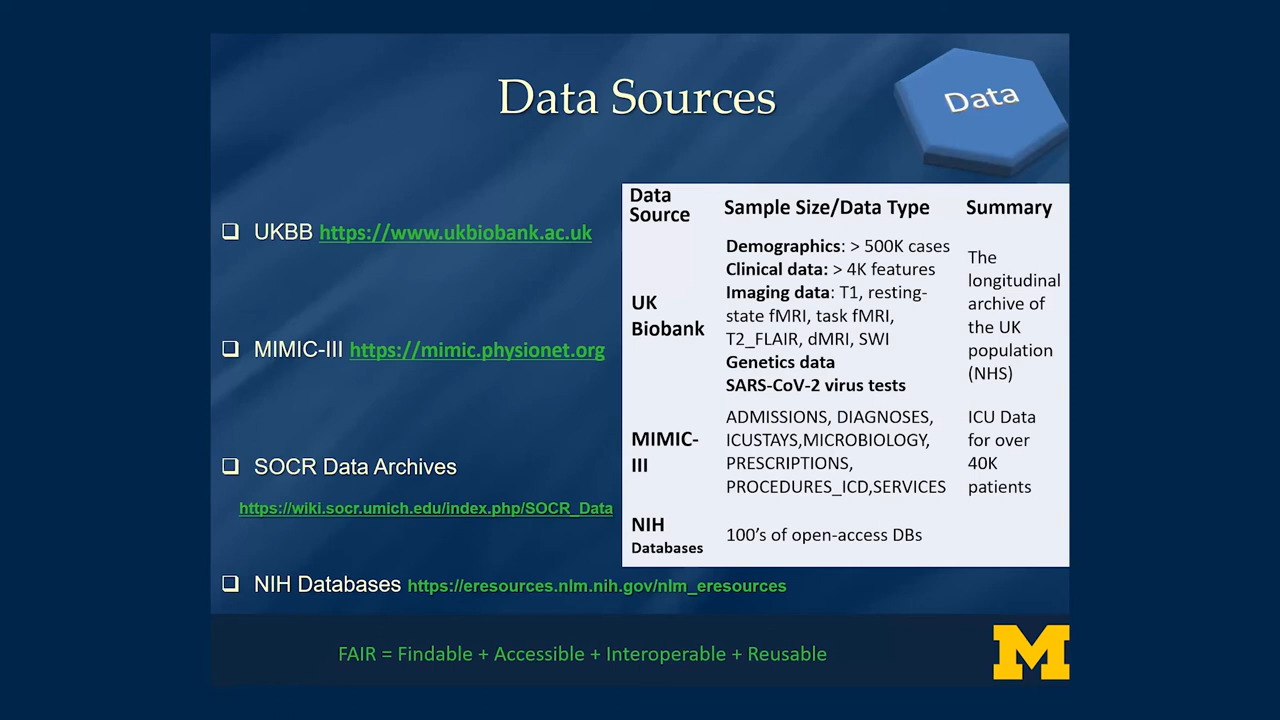 Data Sources
Data
UKBB https://www.ukbiobank.ac.uk
MIMIC-III https://mimic.physionet.org
SOCR Data Archives
https://wiki.socr.umich.edu/index.php/SOCR_Data
NIH Databases https://eresources.nlm.nih.gov/nlm_eresources
Data
Source
Sample Size/Data Type
Summary
UK
Biobank
Demographics: > 500K cases
Clinical data: > 4K features
Imaging data: T1, resting-
state fMRI, task fMRI,
T2_FLAIR, dMRI, SWI
Genetics data
SARS-CoV-2 virus tests
The
longitudinal
archive of
the UK
population
(NHS)
MIMIC-
III
ADMISSIONS, DIAGNOSES,
ICUSTAYS,MICROBIOLOGY,
PRESCRIPTIONS,
PROCEDURES_ICD,SERVICES
ICU Data
for over
40K
patients
NIH
Databases
100's of open-access DBs
FAIR = Findable + Accessible + Interoperable + Reusable
M